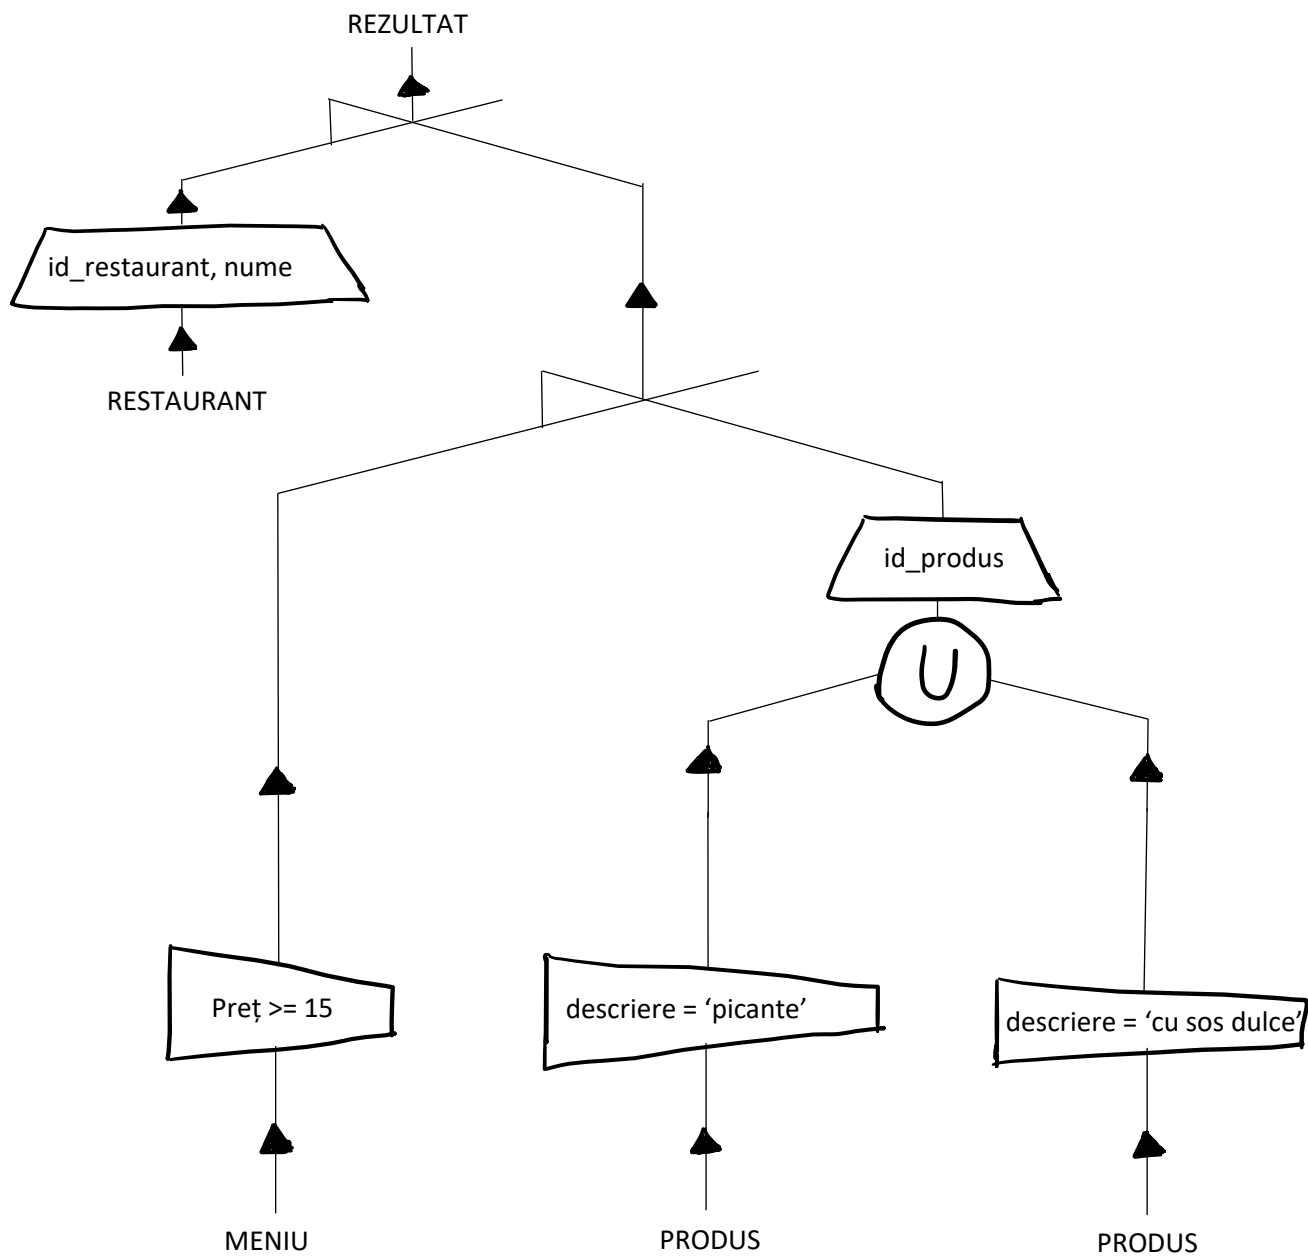 REZULTAT
id_restaurant, nume
RESTAURANT
id_produs
U
Preț >= 15
descriere = ‘picante’
descriere = ‘cu sos dulce’
MENIU
PRODUS
PRODUS